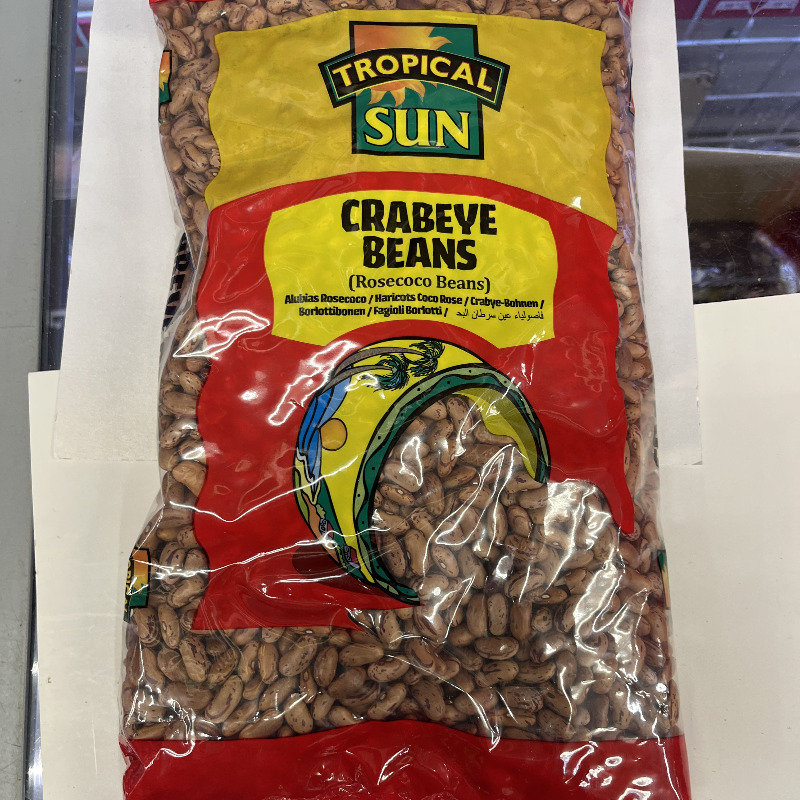 TROPICAL
SUN
CRABEYE
BEANS
(Rosecoco Beans)
Alubias Rosecoco / Haricots Coco Rose / Crabye-Bohnen /
Borlottibonen / Fagioli Borlotti / فاصولياء عين سرطان البحر